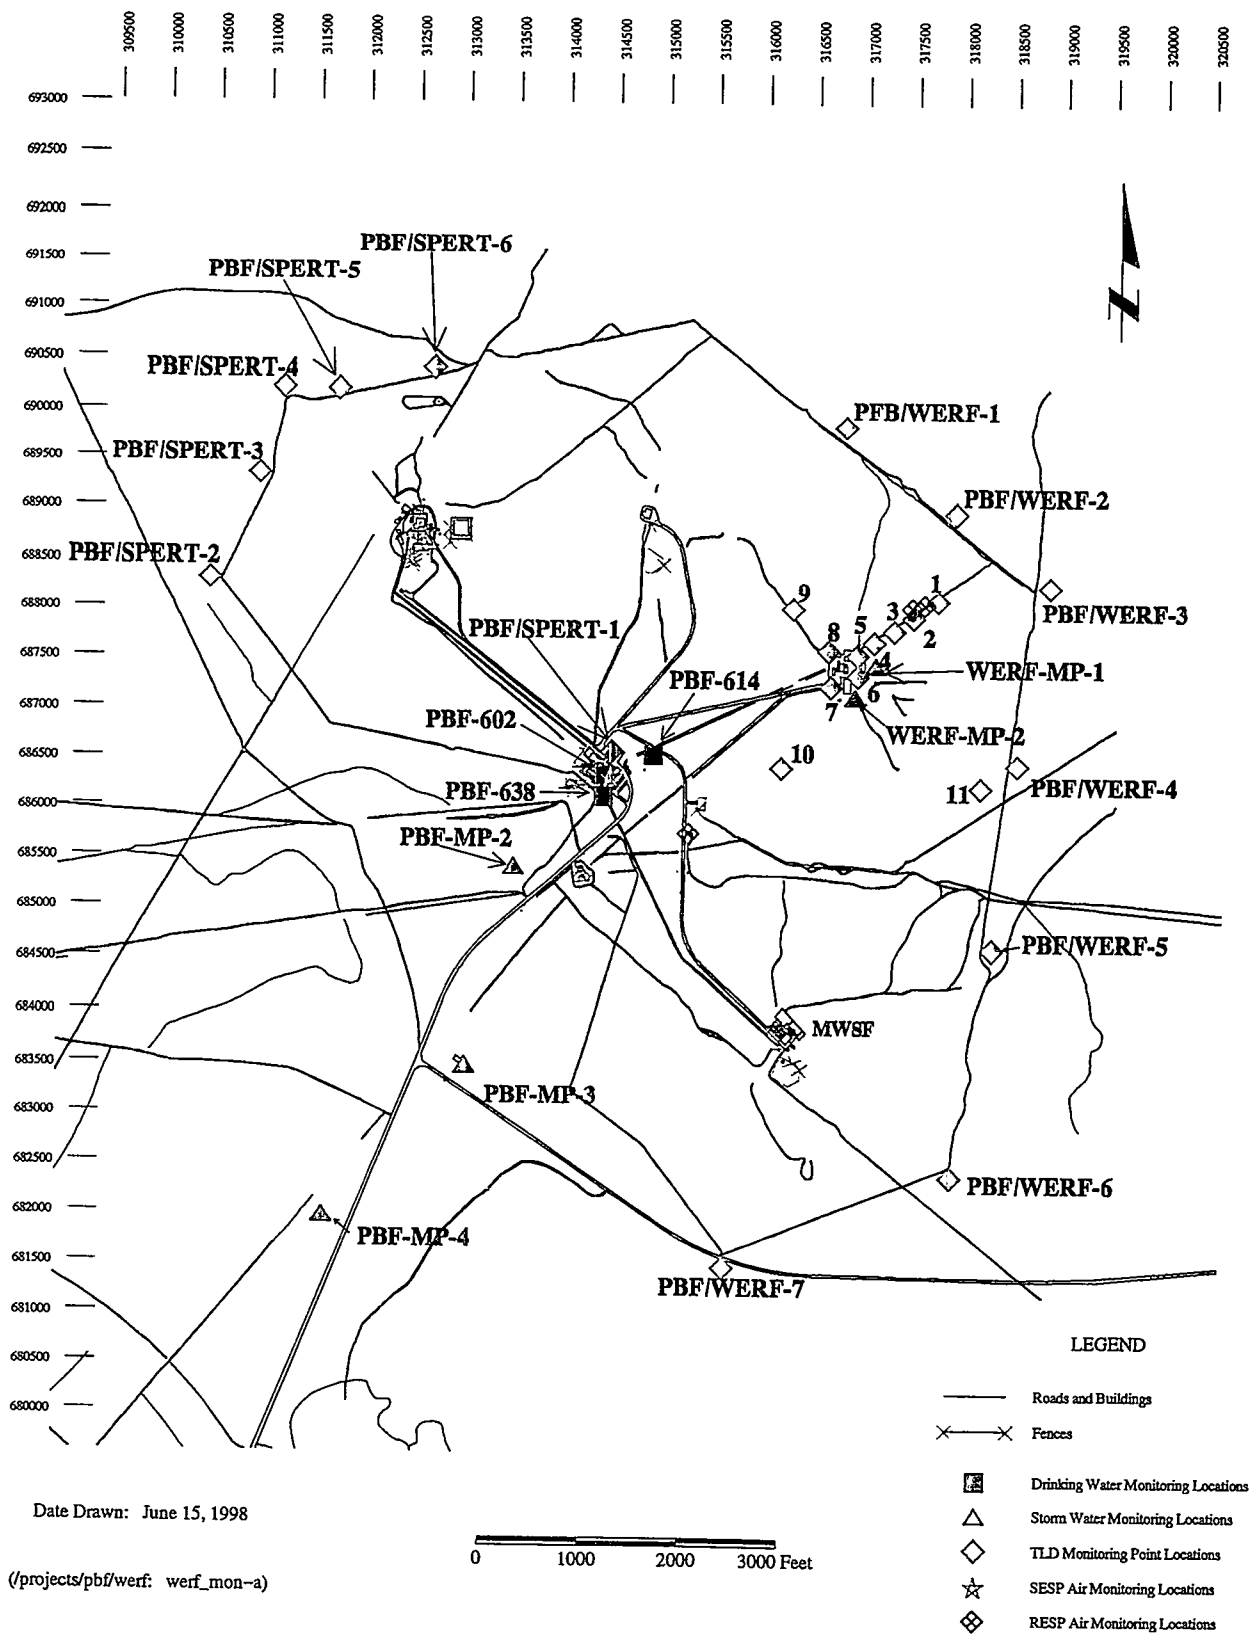 309500 310000 310500 311000 311500 312000 312500 313000 313500 314000 314500 315000 315500 316000 316500 317000 317500 318000 318500 319000 319500 320000 320500
693000
692500
692000
691500
691000
690500
690000
689500
689000
688500
688000
687500
687000
686500
686000
685500
685000
684500
684000
683500
683000
682500
682000
681500
681000
680500
680000
PBF/SPERT-6
PBF/SPERT-5
PBF/SPERT-4
PBF/SPERT-3
PBF/SPERT-2
PFB/WERF-1
PBF/WERF-2
PBF/WERF-3
1
9
3
2
8
5
4
PBF/SPERT-1
WERF-MP-1
PBF-614
6
7
PBF-602
WERF-MP-2
10
PBF-638
11
PBF/WERF-4
PBF-MP-2
PBF/WERF-5
MWSF
PBF-MP-3
PBF/WERF-6
PBF-MP-4
PBF/WERF-7
LEGEND
Roads and Buildings
Fences
Drinking Water Monitoring Locations
Storm Water Monitoring Locations
TLD Monitoring Point Locations
SESP Air Monitoring Locations
RESP Air Monitoring Locations
Date Drawn: June 15, 1998
0 1000 2000 3000 Feet
(/projects/pbf/werf: werf_mon-a)